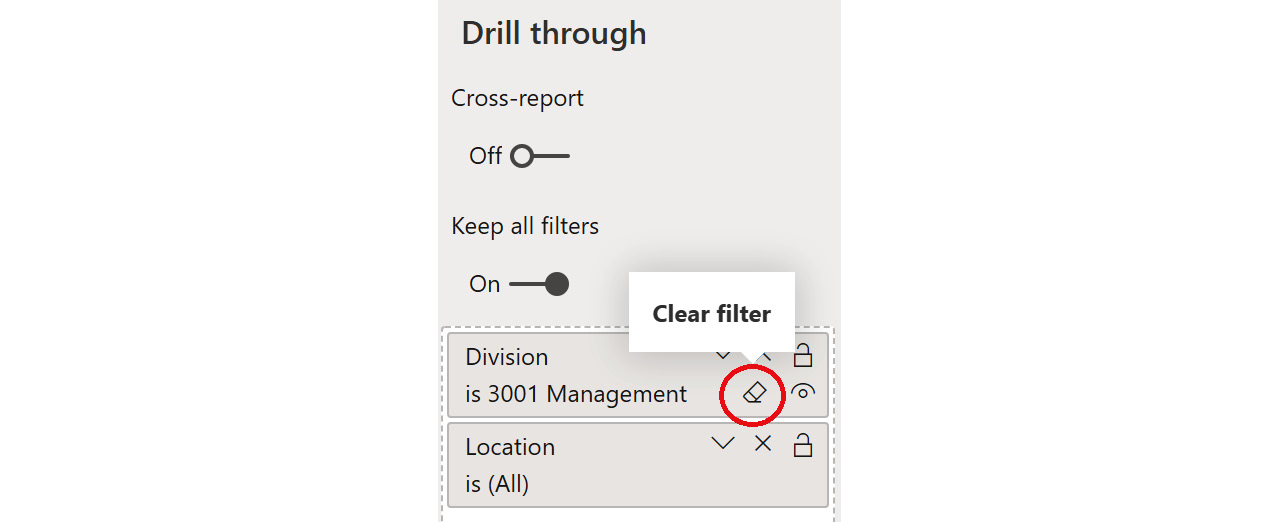 Drill through
Cross-report
Off
Keep all filters
On
Clear filter
Division
is 3001 Management
Location
is (All)